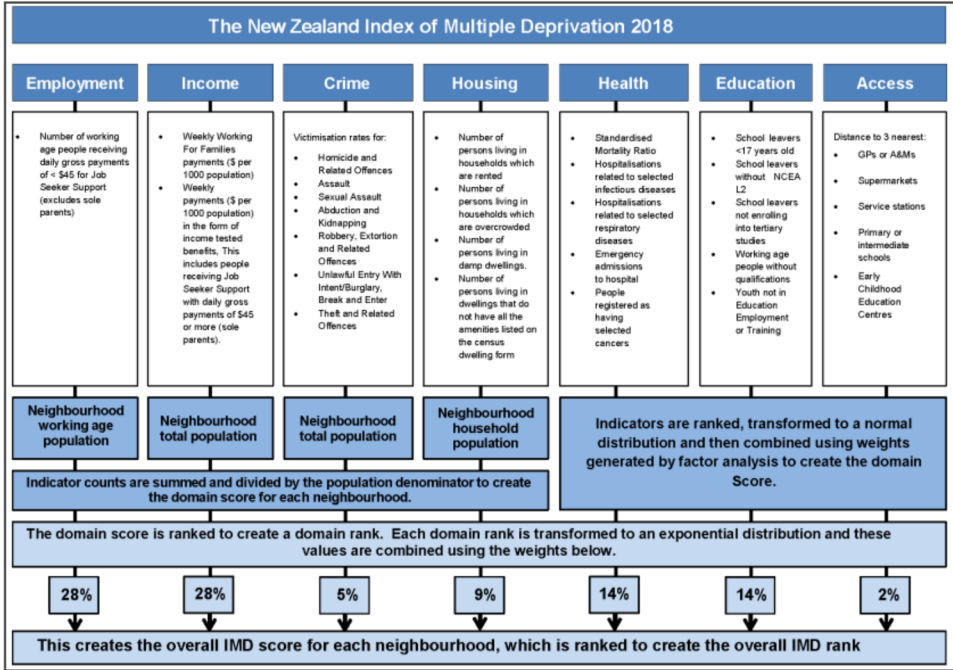 The New Zealand Index of Multiple Deprivation 2018
Employment
Income
Crime
Housing
Health
Education
Access
• Number of working
age people receiving
daily gross payments
of < $45 for Job
Seeker Support
(excludes sole
parents)
• Weekly Working
For Families
payments ($ per
1000 population)
• Weekly
payments ($ per
1000 population)
in the form of
income tested
benefits, This
includes people
receiving Job
Seeker Support
with daily gross
payments of $45
or more (sole
parents).
Victimisation rates for:
• Homicide and
Related Offences
• Assault
• Sexual Assault
• Abduction and
Kidnapping
• Robbery, Extortion
and Related
Offences
• Unlawful Entry With
Intent/Burglary,
Break and Enter
• Theft and Related
Offences
• Number of
persons living in
households which
are rented
• Number of
persons living in
households which
are overcrowded
• Number of
persons living in
damp dwellings.
• Number of
persons living in
dwellings that do
not have all the
amenities listed on
the census
dwelling form
• Standardised
Mortality Ratio
• Hospitalisations
related to selected
infectious diseases
• Hospitalisations
related to selected
respiratory
diseases
• Emergency
admissions
to hospital
• People
registered as
having
selected
cancers
• School leavers
<17 years old
• School leavers
without NCEA
L2
• School leavers
not enrolling
into tertiary
studies
• Working age
people without
qualifications
• Youth not in
Education
Employment
or Training
Distance to 3 nearest:
• GPs or A&Ms
• Supermarkets
• Service stations
• Primary or
intermediate
schools
• Early
Childhood
Education
Centres
Neighbourhood
working age
population
Neighbourhood
total population
Neighbourhood
total population
Neighbourhood
household
population
Indicators are ranked, transformed to a normal
distribution and then combined using weights
generated by factor analysis to create the domain
Score.
Indicator counts are summed and divided by the population denominator to create
the domain score for each neighbourhood.
The domain score is ranked to create a domain rank. Each domain rank is transformed to an exponential distribution and these
values are combined using the weights below.
28%
28%
5%
9%
14%
14%
2%
This creates the overall IMD score for each neighbourhood, which is ranked to create the overall IMD rank